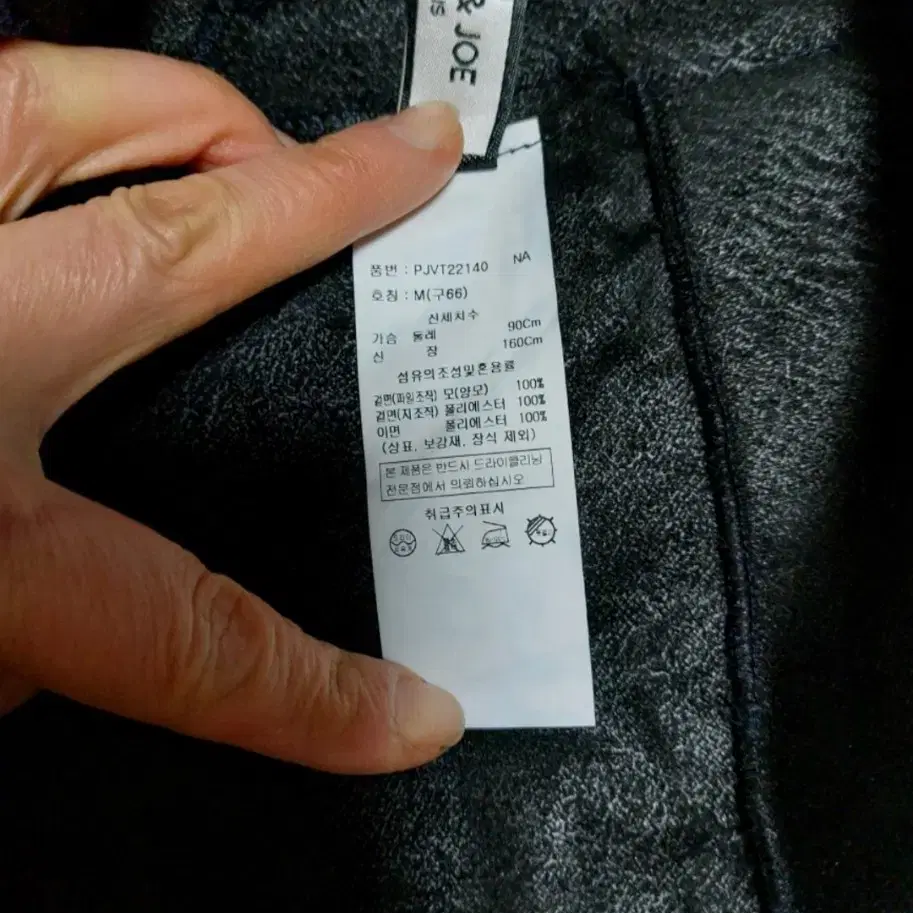 & JOE
IS
품번 : PJVT22140 NA
호칭 : M(구66)
신체치수
가슴 둘레 90Cm
신 장 160Cm
섬유의조성및혼용률
겉면(파일조직) 모(양모) 100%
겉면(지조직) 폴리에스터 100%
이면 폴리에스터 100%
(상표, 보강재, 장식 제외)
본 제품은 반드시 드라이클리닝
전문점에서 의뢰하십시오
취급주의표시